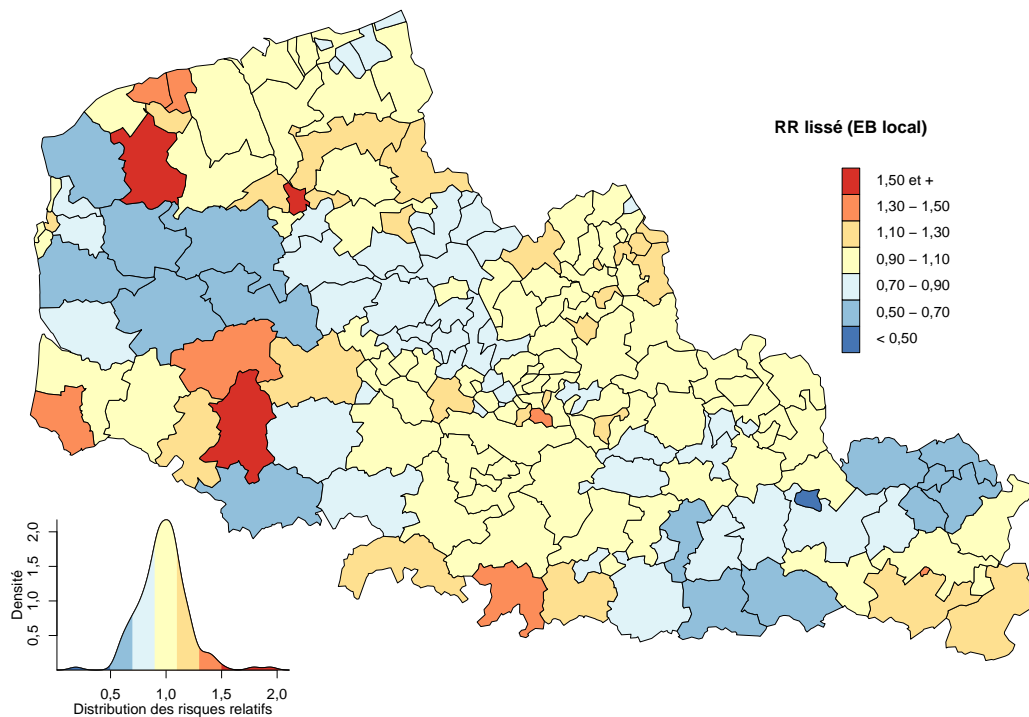 RR lissé (EB local)
1,50 et +
1,30 – 1,50
1,10 – 1,30
0,90 – 1,10
0,70 – 0,90
0,50 – 0,70
< 0,50
Densité
2,0
1,5
1,0
0,5
0,5 1,0 1,5 2,0
Distribution des risques relatifs